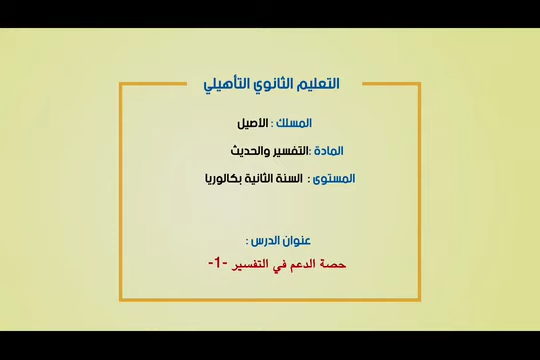 التعليم الثانوي التأهيلي
المسلك : الأصيل
المادة :التفسير والحديث
المستوى : السنة الثانية بكالوريا
عنوان الدرس :
حصة الدعم في التفسير -1-